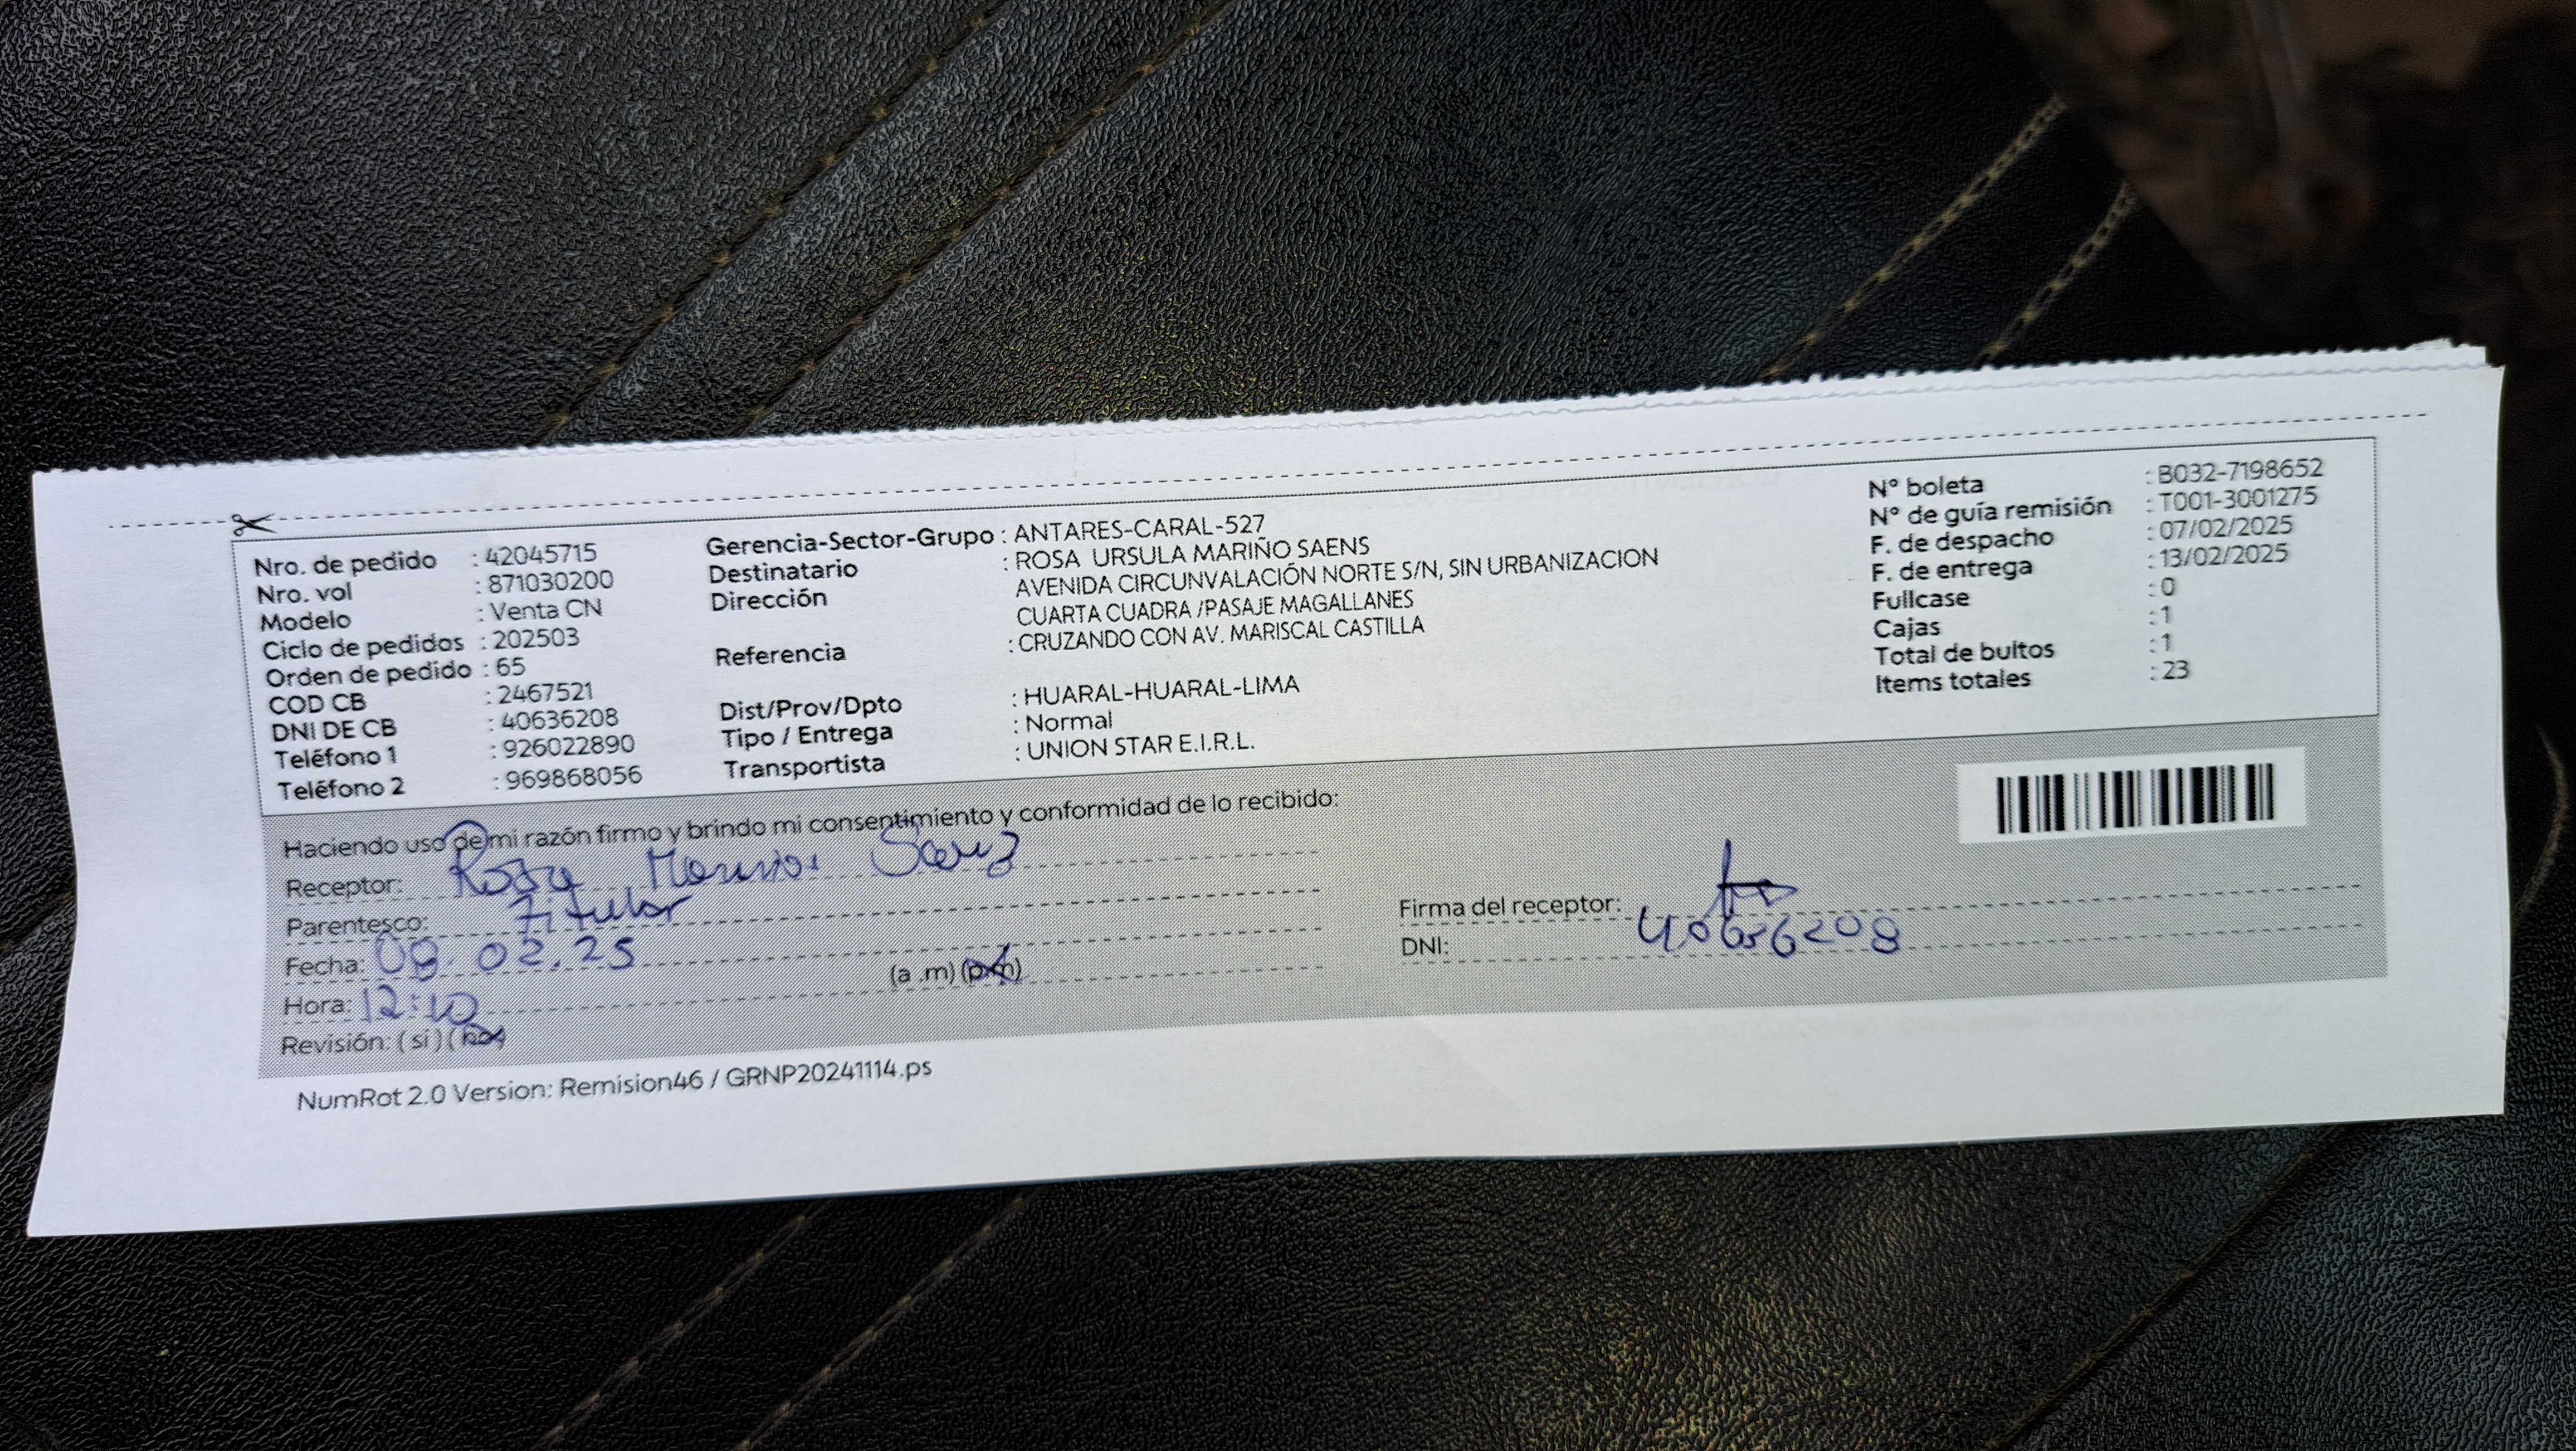 Nro. de pedido : 42045715
Nro. vol : 871030200
Modelo : Venta CN
Ciclo de pedidos : 202503
Orden de pedido : 65
COD CB : 2467521
DNI DE CB : 40636208
Teléfono 1 : 926022890
Teléfono 2 : 969868056
Gerencia-Sector-Grupo : ANTARES-CARAL-527
Destinatario : ROSA URSULA MARIÑO SAENS
Dirección AVENIDA CIRCUNVALACIÓN NORTE S/N, SIN URBANIZACION
CUARTA CUADRA /PASAJE MAGALLANES
Referencia : CRUZANDO CON AV. MARISCAL CASTILLA
Dist/Prov/Dpto : HUARAL-HUARAL-LIMA
Tipo / Entrega : Normal
Transportista : UNION STAR E.I.R.L.
N° boleta : B032-7198652
N° de guía remisión : T001-3001275
F. de despacho : 07/02/2025
F. de entrega : 13/02/2025
Fullcase : 0
Cajas : 1
Total de bultos : 1
Items totales : 23
Haciendo uso de mi razón firmo y brindo mi consentimiento y conformidad de lo recibido:
Receptor: Rosa Marino Saenz
Parentesco: Titular
Fecha: 08.02.25
Hora: 12:10 (a .m) (p.m)
Revisión: ( si ) ( no )
Firma del receptor:
DNI: 40636208
NumRot 2.0 Version: Remision46 / GRNP20241114.ps